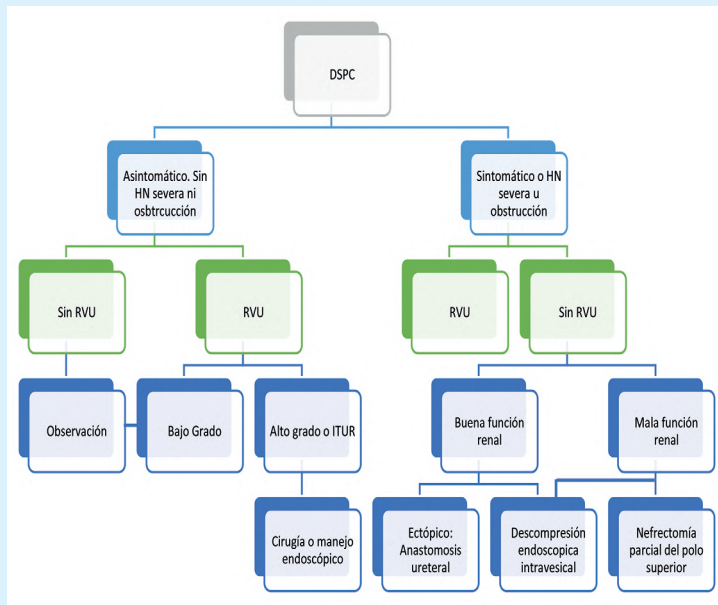 DSPC
Asintomático. Sin
HN severa ni
osbtrcucción
Sintomático o HN
severa u
obstrucción
Sin RVU
RVU
RVU
Sin RVU
Observación
Bajo Grado
Alto grado o ITUR
Buena función
renal
Mala función
renal
Cirugía o manejo
endoscópico
Ectópico:
Anastomosis
ureteral
Descompresión
endoscopica
intravesical
Nefrectomía
parcial del polo
superior